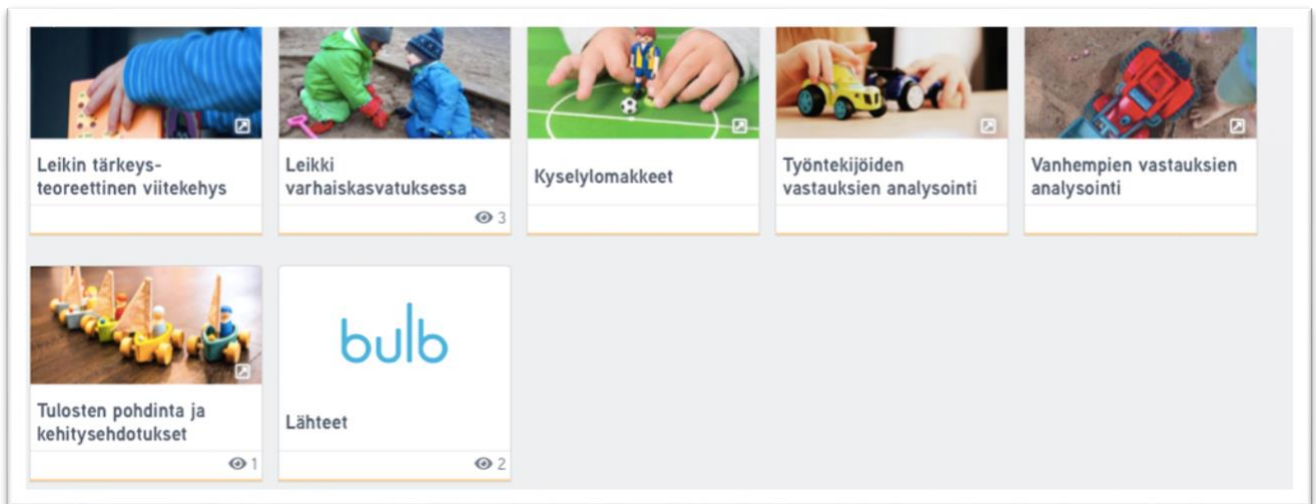 Leikin tärkeys-
teoreettinen viitekehys
Leikki
varhaiskasvatuksessa
3
Kyselylomakkeet
Työntekijöiden
vastauksien analysointi
Vanhempien vastauksien
analysointi
Tulosten pohdinta ja
kehitysehdotukset
1
bulb
Lähteet
2